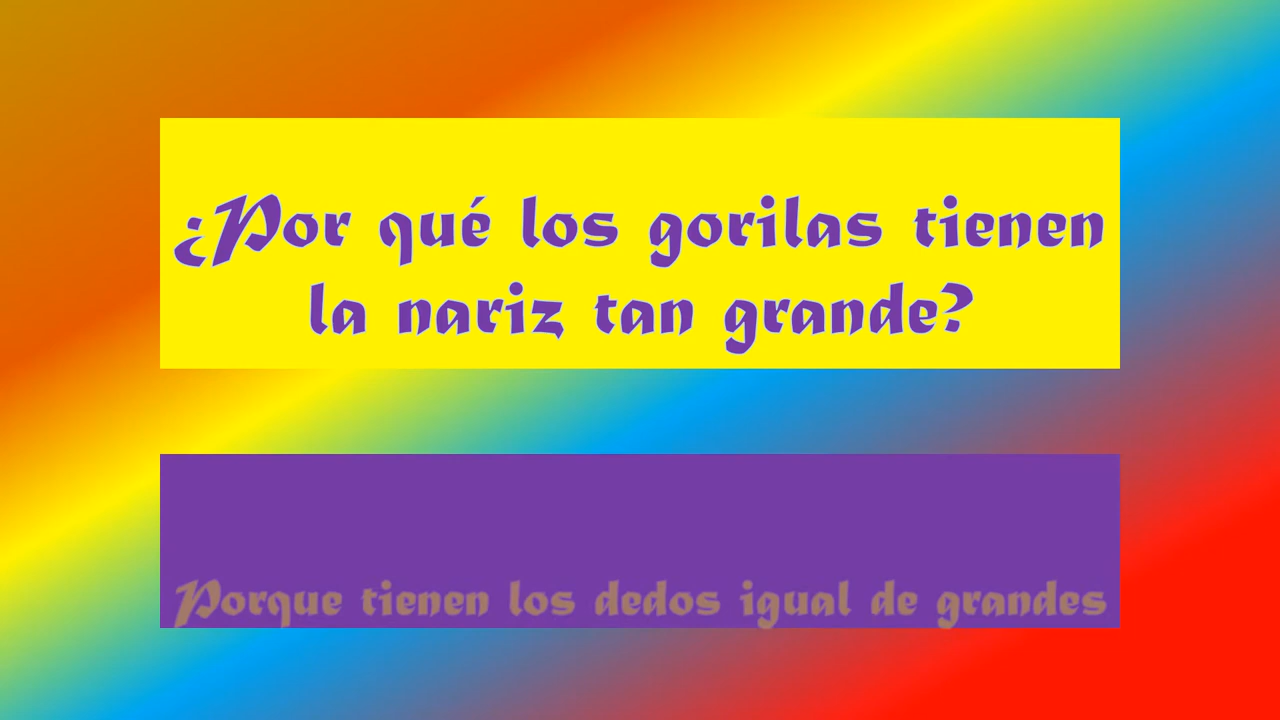 ¿Por qué los gorilas tienen
la nariz tan grande?
Porque tienen los dedos igual de grandes